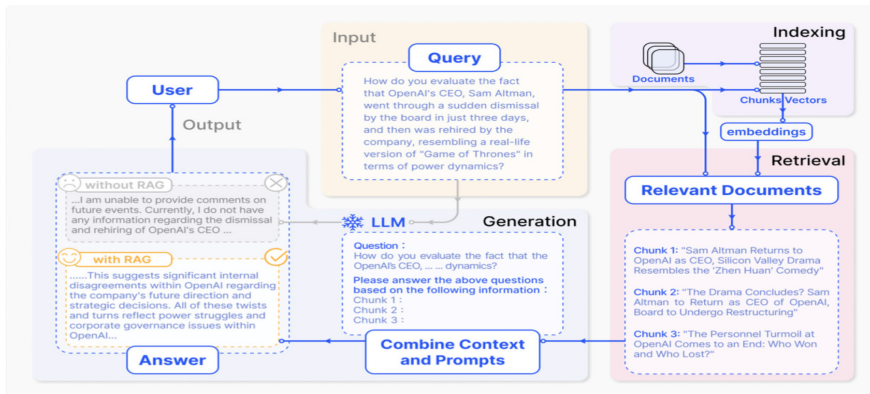 Input
Query
How do you evaluate the fact
that OpenAI's CEO, Sam Altman,
went through a sudden dismissal
by the board in just three days,
and then was rehired by the
company, resembling a real-life
version of "Game of Thrones" in
terms of power dynamics?
Indexing
Documents
Chunks Vectors
embeddings
User
Output
Retrieval
Relevant Documents
Chunk 1: "Sam Altman Returns to
OpenAI as CEO, Silicon Valley Drama
Resembles the 'Zhen Huan' Comedy"
Chunk 2: "The Drama Concludes? Sam
Altman to Return as CEO of OpenAI,
Board to Undergo Restructuring"
Chunk 3: "The Personnel Turmoil at
OpenAI Comes to an End: Who Won
and Who Lost?"
LLM
Generation
Question :
How do you evaluate the fact that the
OpenAI's CEO, ... ... dynamics?
Please answer the above questions
based on the following information :
Chunk 1 :
Chunk 2 :
Chunk 3 :
Combine Context
and Prompts
without RAG
...I am unable to provide comments on
future events. Currently, I do not have
any information regarding the dismissal
and rehiring of OpenAI's CEO ...
with RAG
......This suggests significant internal
disagreements within OpenAI regarding
the company's future direction and
strategic decisions. All of these twists
and turns reflect power struggles and
corporate governance issues within
OpenAI...
Answer